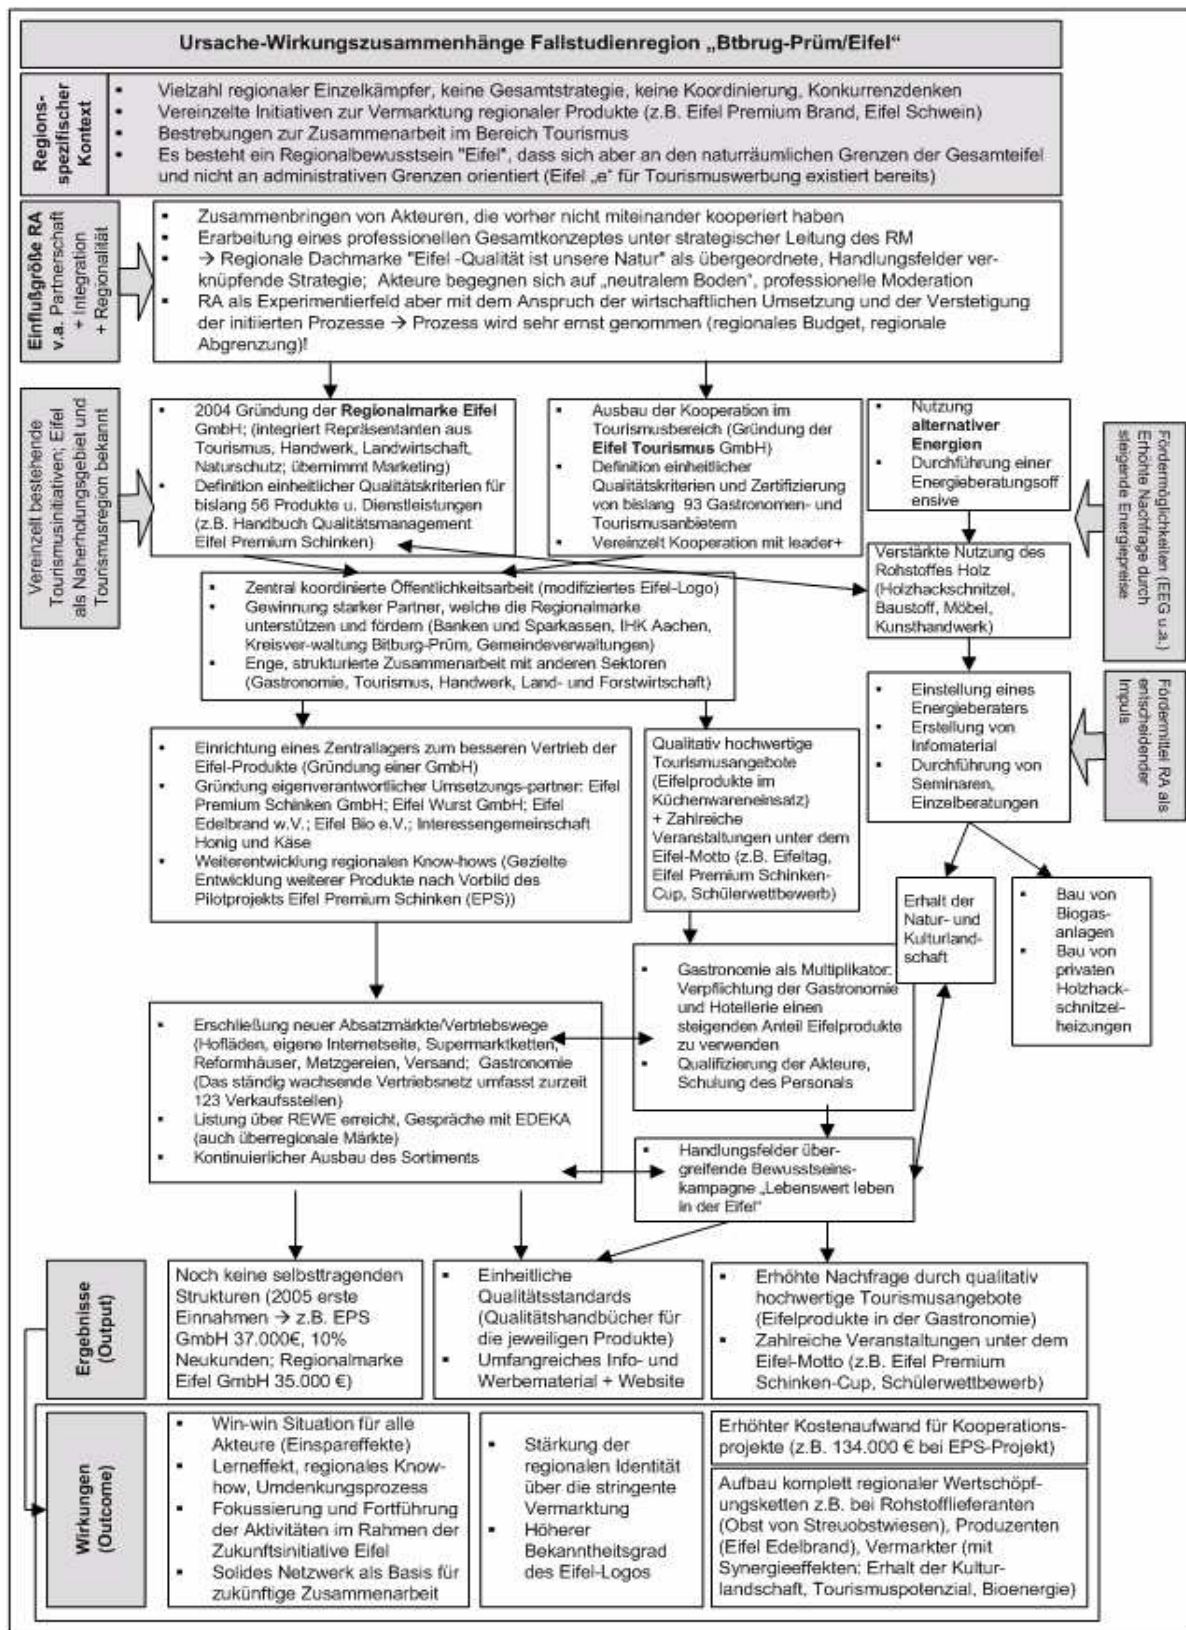 Ursache-Wirkungszusammenhänge Fallstudienregion „Btbrug-Prüm/Eifel“
Regions-
spezifischer
Kontext
▪ Vielzahl regionaler Einzelkämpfer, keine Gesamtstrategie, keine Koordinierung, Konkurrenzdenken
▪ Vereinzelte Initiativen zur Vermarktung regionaler Produkte (z.B. Eifel Premium Brand, Eifel Schwein)
▪ Bestrebungen zur Zusammenarbeit im Bereich Tourismus
▪ Es besteht ein Regionalbewusstsein "Eifel", dass sich aber an den naturräumlichen Grenzen der Gesamteifel
und nicht an administrativen Grenzen orientiert (Eifel „e“ für Tourismuswerbung existiert bereits)
Einflußgröße RA
v.a. Partnerschaft
+ Integration
+ Regionalität
▪ Zusammenbringen von Akteuren, die vorher nicht miteinander kooperiert haben
▪ Erarbeitung eines professionellen Gesamtkonzeptes unter strategischer Leitung des RM
▪ → Regionale Dachmarke "Eifel -Qualität ist unsere Natur" als übergeordnete, Handlungsfelder ver-
knüpfende Strategie; Akteure begegnen sich auf „neutralem Boden“, professionelle Moderation
▪ RA als Experimentierfeld aber mit dem Anspruch der wirtschaftlichen Umsetzung und der Verstetigung
der initiierten Prozesse → Prozess wird sehr ernst genommen (regionales Budget, regionale
Abgrenzung)!
Vereinzelt bestehende
Tourismusinitiativen; Eifel
als Naherholungsgebiet und
Tourismusregion bekannt
▪ 2004 Gründung der Regionalmarke Eifel
GmbH; (integriert Repräsentanten aus
Tourismus, Handwerk, Landwirtschaft,
Naturschutz; übernimmt Marketing)
▪ Definition einheitlicher Qualitätskriterien für
bislang 56 Produkte u. Dienstleistungen
(z.B. Handbuch Qualitätsmanagement
Eifel Premium Schinken)
▪ Ausbau der Kooperation im
Tourismusbereich (Gründung der
Eifel Tourismus GmbH)
▪ Definition einheitlicher
Qualitätskriterien und Zertifizierung
von bislang 93 Gastronomen- und
Tourismusanbietern
▪ Vereinzelt Kooperation mit leader+
▪ Nutzung
alternativer
Energien
▪ Durchführung einer
Energieberatungsoff
ensive
Fördermöglichkeiten (EEG u.a.)
Erhöhte Nachfrage durch
steigende Energiepreise
Verstärkte Nutzung des
Rohstoffes Holz
(Holzhackschnitzel,
Baustoff, Möbel,
Kunsthandwerk)
▪ Zentral koordinierte Öffentlichkeitsarbeit (modifiziertes Eifel-Logo)
▪ Gewinnung starker Partner, welche die Regionalmarke
unterstützen und fördern (Banken und Sparkassen, IHK Aachen,
Kreisver-waltung Bitburg-Prüm, Gemeindeverwaltungen)
▪ Enge, strukturierte Zusammenarbeit mit anderen Sektoren
(Gastronomie, Tourismus, Handwerk, Land- und Forstwirtschaft)
▪ Einstellung eines
Energieberaters
▪ Erstellung von
Infomaterial
▪ Durchführung von
Seminaren,
Einzelberatungen
Fördermittel RA als
entscheidender
Impuls
▪ Einrichtung eines Zentrallagers zum besseren Vertrieb der
Eifel-Produkte (Gründung einer GmbH)
▪ Gründung eigenverantwortlicher Umsetzungs-partner: Eifel
Premium Schinken GmbH; Eifel Wurst GmbH; Eifel
Edelbrand w.V.; Eifel Bio e.V.; Interessengemeinschaft
Honig und Käse
▪ Weiterentwicklung regionalen Know-hows (Gezielte
Entwicklung weiterer Produkte nach Vorbild des
Pilotprojekts Eifel Premium Schinken (EPS))
Qualitativ hochwertige
Tourismusangebote
(Eifelprodukte im
Küchenwareneinsatz)
+ Zahlreiche
Veranstaltungen unter dem
Eifel-Motto (z.B. Eifeltag,
Eifel Premium Schinken-
Cup, Schülerwettbewerb)
Erhalt der
Natur- und
Kulturland-
schaft
▪ Bau von
Biogas-
anlagen
▪ Bau von
privaten
Holzhack-
schnitzel-
heizungen
▪ Gastronomie als Multiplikator:
Verpflichtung der Gastronomie
und Hotellerie einen
steigenden Anteil Eifelprodukte
zu verwenden
▪ Qualifizierung der Akteure,
Schulung des Personals
▪ Erschließung neuer Absatzmärkte/Vertriebswege
(Hofläden, eigene Internetseite, Supermarktketten,
Reformhäuser, Metzgereien, Versand; Gastronomie
(Das ständig wachsende Vertriebsnetz umfasst zurzeit
123 Verkaufsstellen)
▪ Listung über REWE erreicht, Gespräche mit EDEKA
(auch überregionale Märkte)
▪ Kontinuierlicher Ausbau des Sortiments
▪ Handlungsfelder über-
greifende Bewusstseins-
kampagne „Lebenswert leben
in der Eifel“
Ergebnisse
(Output)
Noch keine selbsttragenden
Strukturen (2005 erste
Einnahmen → z.B. EPS
GmbH 37.000€, 10%
Neukunden; Regionalmarke
Eifel GmbH 35.000 €)
▪ Einheitliche
Qualitätsstandards
(Qualitätshandbücher für
die jeweiligen Produkte)
▪ Umfangreiches Info- und
Werbematerial + Website
▪ Erhöhte Nachfrage durch qualitativ
hochwertige Tourismusangebote
(Eifelprodukte in der Gastronomie)
▪ Zahlreiche Veranstaltungen unter dem
Eifel-Motto (z.B. Eifel Premium
Schinken-Cup, Schülerwettbewerb)
Wirkungen
(Outcome)
▪ Win-win Situation für alle
Akteure (Einspareffekte)
▪ Lerneffekt, regionales Know-
how, Umdenkungsprozess
▪ Fokussierung und Fortführung
der Aktivitäten im Rahmen der
Zukunftsinitiative Eifel
▪ Solides Netzwerk als Basis für
zukünftige Zusammenarbeit
▪ Stärkung der
regionalen Identität
über die stringente
Vermarktung
▪ Höherer
Bekanntheitsgrad
des Eifel-Logos
Erhöhter Kostenaufwand für Kooperations-
projekte (z.B. 134.000 € bei EPS-Projekt)
Aufbau komplett regionaler Wertschöpf-
ungsketten z.B. bei Rohstofflieferanten
(Obst von Streuobstwiesen), Produzenten
(Eifel Edelbrand), Vermarkter (mit
Synergieeffekten: Erhalt der Kultur-
landschaft, Tourismuspotenzial, Bioenergie)